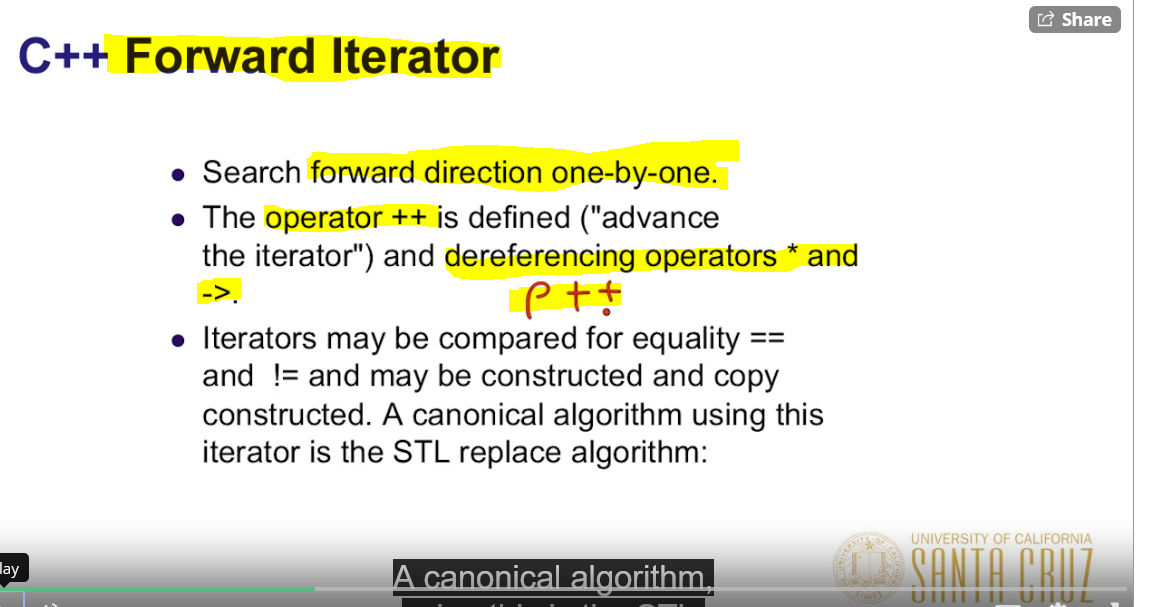 Share
C++ Forward Iterator
● Search forward direction one-by-one.
● The operator ++ is defined ("advance
the iterator") and dereferencing operators * and
->.
p++
● Iterators may be compared for equality ==
and != and may be constructed and copy
constructed. A canonical algorithm using this
iterator is the STL replace algorithm:
UNIVERSITY OF CALIFORNIA
SANTA CRUZ
lay
A canonical algorithm,